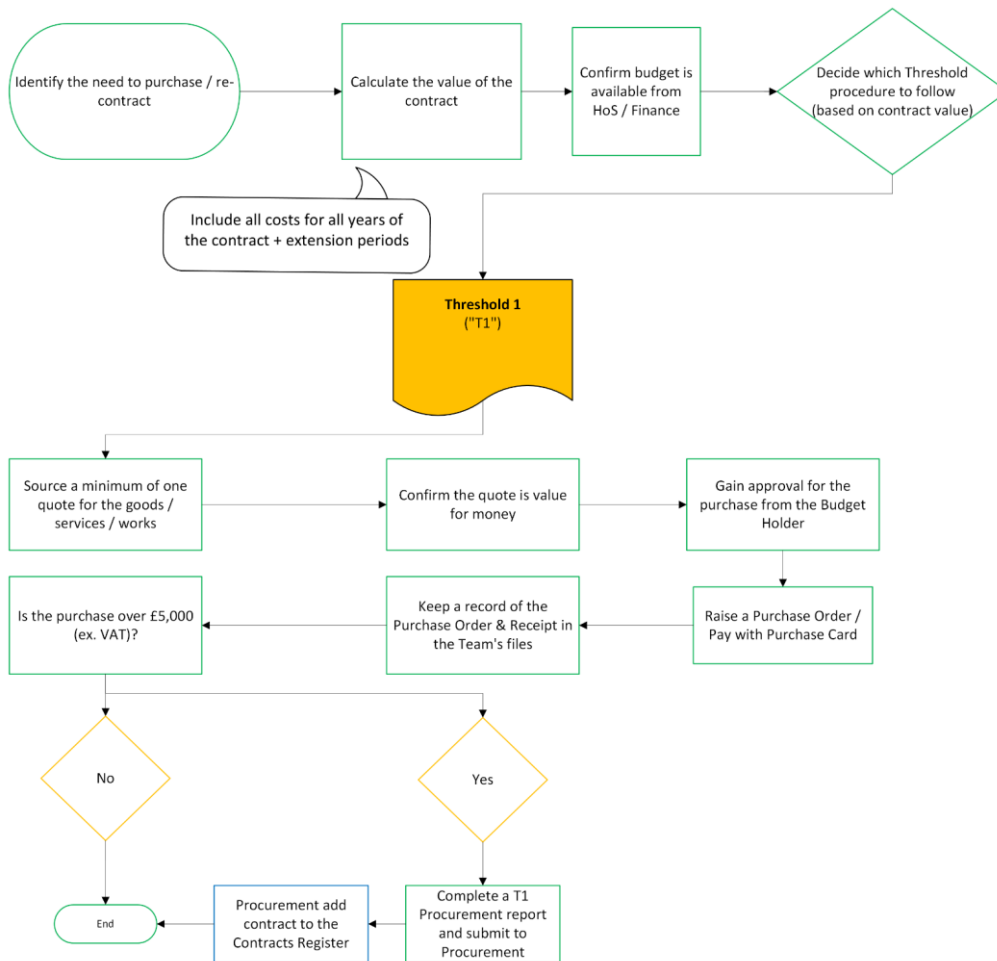 Identify the need to purchase / re-
contract
Calculate the value of the
contract
Confirm budget is
available from
HoS / Finance
Decide which Threshold
procedure to follow
(based on contract value)
Include all costs for all years of
the contract + extension periods
Threshold 1
("T1")
Source a minimum of one
quote for the goods /
services / works
Confirm the quote is value
for money
Gain approval for the
purchase from the Budget
Holder
Raise a Purchase Order /
Pay with Purchase Card
Keep a record of the
Purchase Order & Receipt in
the Team's files
Is the purchase over £5,000
(ex. VAT)?
No
Yes
Complete a T1
Procurement report
and submit to
Procurement
Procurement add
contract to the
Contracts Register
End